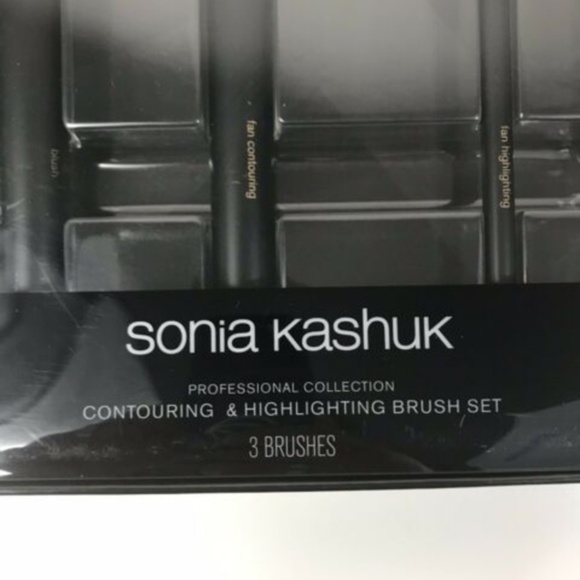 blush
fan contouring
fan highlighting
sonia kashuk
PROFESSIONAL COLLECTION
CONTOURING & HIGHLIGHTING BRUSH SET
3 BRUSHES